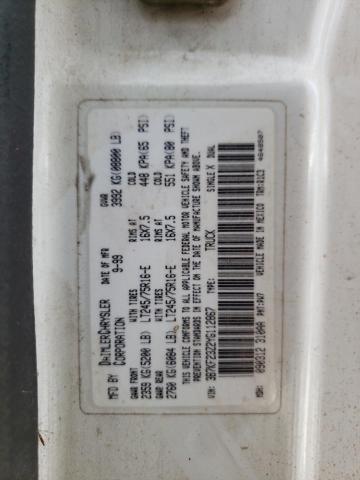 DAIMLERCHRYSLER CORPORATION
DATE OF MFR 9-99
GVWR 3992 KG(08800 LB)
GAWR FRONT WITH TIRES RIMS AT COLD
2359 KG(5200 LB) LT245/75R16-E 16X7.5 448 KPA(65 PSI)
GAWR REAR WITH TIRES RIMS AT COLD
2760 KG(6084 LB) LT245/75R16-E 16X7.5 551 KPA(80 PSI)
THIS VEHICLE CONFORMS TO ALL APPLICABLE FEDERAL MOTOR VEHICLE SAFETY AND THEFT
PREVENTION STANDARDS IN EFFECT ON THE DATE OF MANUFACTURE SHOWN ABOVE.
TYPE: TRUCK SINGLE X DUAL
MADE IN MEXICO